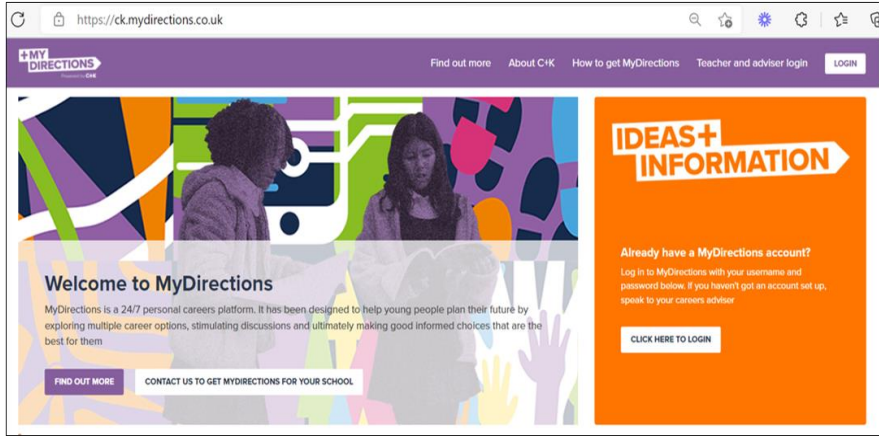 https://ck.mydirections.co.uk
+MY
DIRECTIONS
Powered by C+K
Find out more About C+K How to get MyDirections Teacher and adviser login LOGIN
IDEAS+
INFORMATION
Already have a MyDirections account?
Log in to MyDirections with your username and
password below. If you haven't got an account set up,
speak to your careers adviser
CLICK HERE TO LOGIN
Welcome to MyDirections
MyDirections is a 24/7 personal careers platform. It has been designed to help young people plan their future by
exploring multiple career options, stimulating discussions and ultimately making good informed choices that are the
best for them
FIND OUT MORE CONTACT US TO GET MYDIRECTIONS FOR YOUR SCHOOL